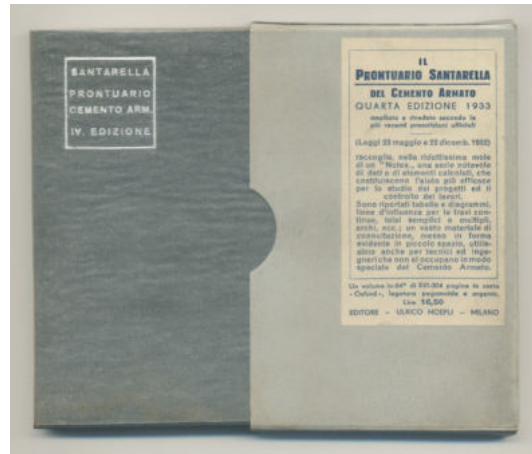 SANTARELLA
PRONTUARIO
CEMENTO ARM.
IV. EDIZIONE
IL
PRONTUARIO SANTARELLA
DEL CEMENTO ARMATO
QUARTA EDIZIONE 1933
ampliata e riveduta secondo le
più recenti prescrizioni ufficiali
(Leggi 23 maggio e 22 dicemb. 1932)
raccoglie, nella ridottissima mole
di un "Notes", una serie notevole
di dati e di elementi calcolati, che
costituiscono l'aiuto più efficace
per lo studio dei progetti ed il
controllo dei lavori.
Sono riportati tabelle e diagrammi,
linee d'influenza per le travi con-
tinue, telai semplici e multipli,
archi, ecc.; un vasto materiale di
consultazione, messo in forma
evidente in piccolo spazio, utilis-
simo anche per tecnici ed inge-
gneri che non si occupano in modo
speciale del Cemento Armato.
Un volume in-64° di XVI-304 pagine in carta
«Oxford», legatura pegamoide e argento,
Lire 16,50
EDITORE - ULRICO HOEPLI - MILANO